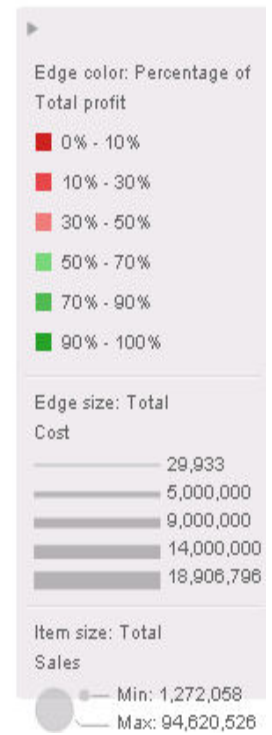 Edge color: Percentage of
Total profit
0% - 10%
10% - 30%
30% - 50%
50% - 70%
70% - 90%
90% - 100%
Edge size: Total
Cost
29,933
5,000,000
9,000,000
14,000,000
18,906,796
Item size: Total
Sales
Min: 1,272,058
Max: 94,620,526